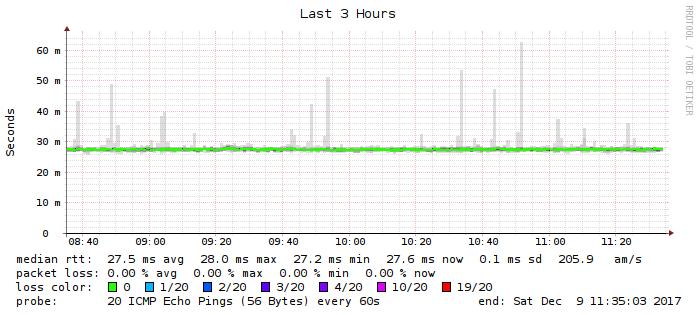 Last 3 Hours
RRDTOOL / TOBI OETIKER
Seconds
60 m
50 m
40 m
30 m
20 m
10 m
0
08:40 09:00 09:20 09:40 10:00 10:20 10:40 11:00 11:20
median rtt: 27.5 ms avg 28.0 ms max 27.2 ms min 27.6 ms now 0.1 ms sd 205.9 am/s
packet loss: 0.00 % avg 0.00 % max 0.00 % min 0.00 % now
loss color: 0 1/20 2/20 3/20 4/20 10/20 19/20
probe: 20 ICMP Echo Pings (56 Bytes) every 60s end: Sat Dec 9 11:35:03 2017